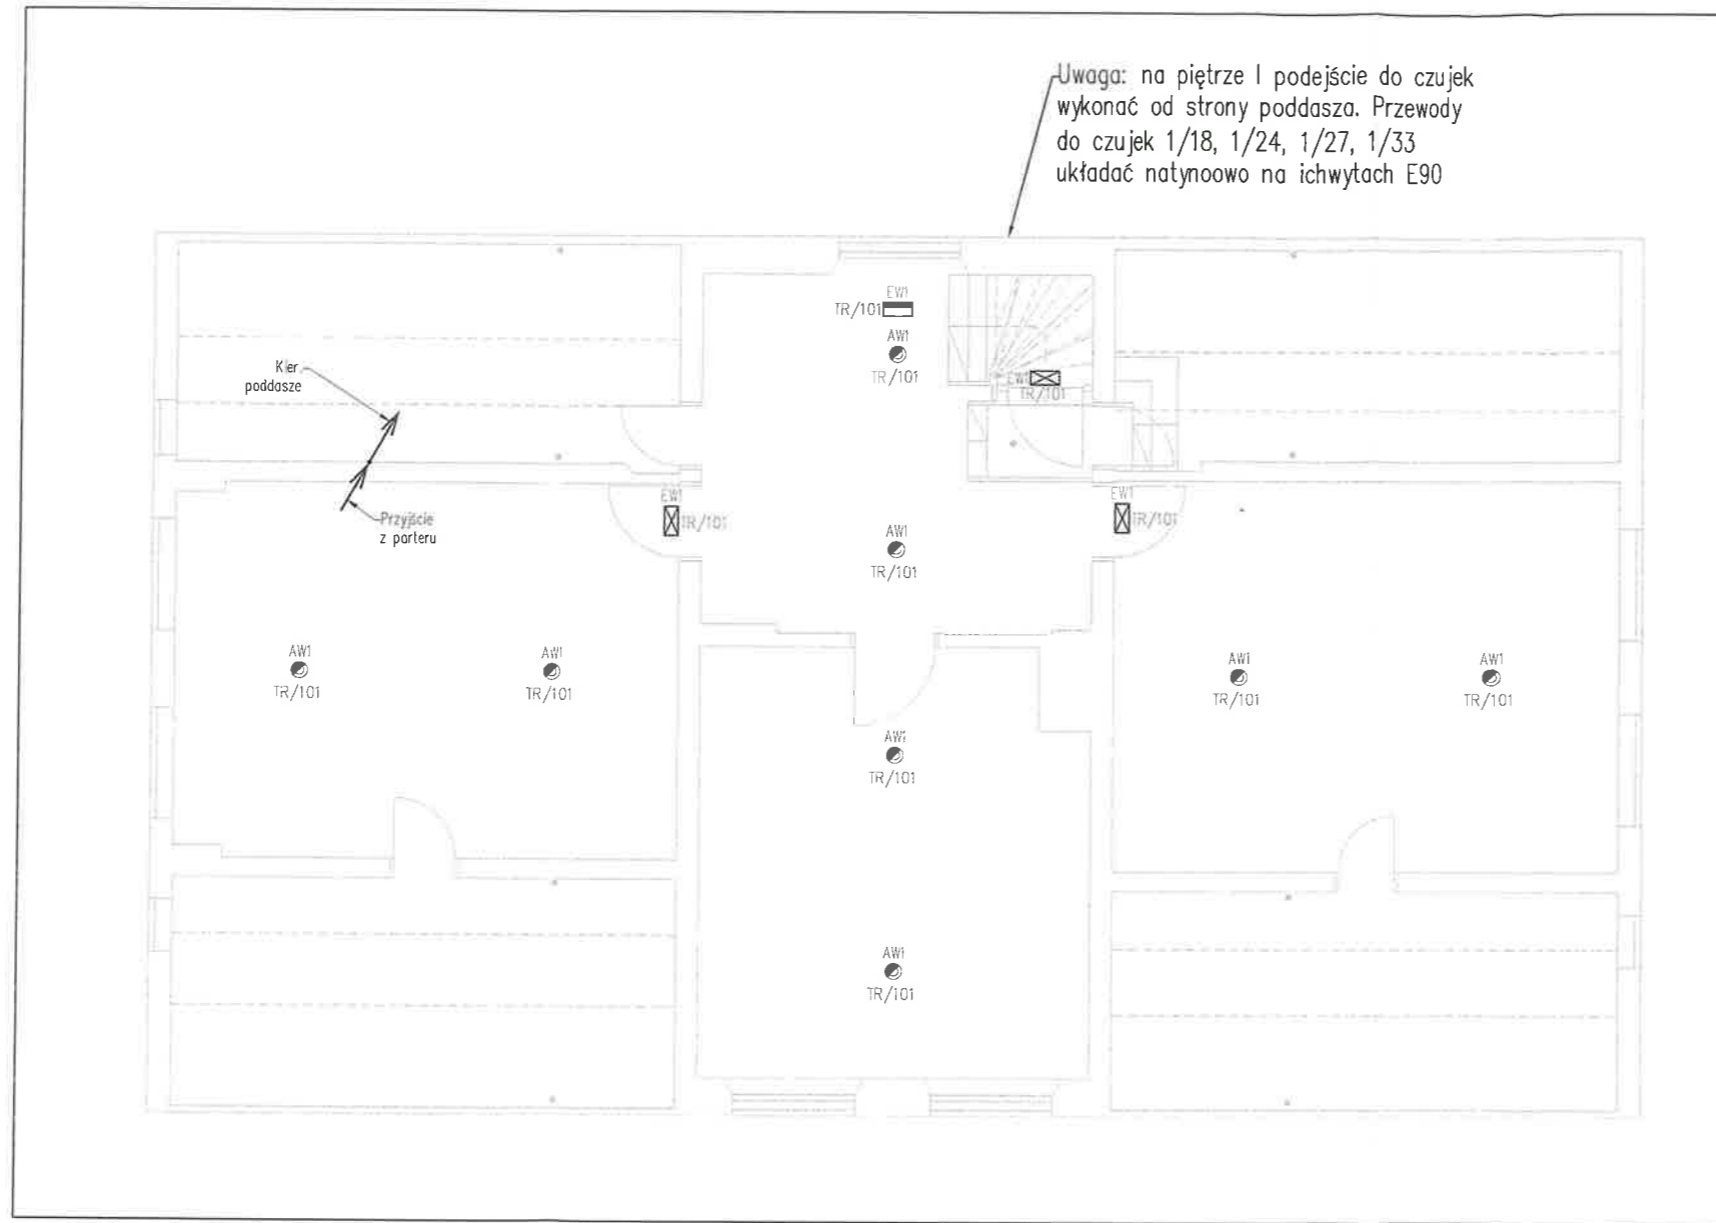 Uwaga: na piętrze I podejście do czujek
wykonać od strony poddasza. Przewody
do czujek 1/18, 1/24, 1/27, 1/33
układać natynoowo na ichwytach E90
EW1
TR/101
AW1
TR/101
Kier.
poddasze
EW1
TR/101
EW1
TR/101
Przyjście
z parteru
EW1
TR/101
AW1
TR/101
AW1
TR/101
AW1
TR/101
AW1
TR/101
AW1
TR/101
AW1
TR/101
AW1
TR/101